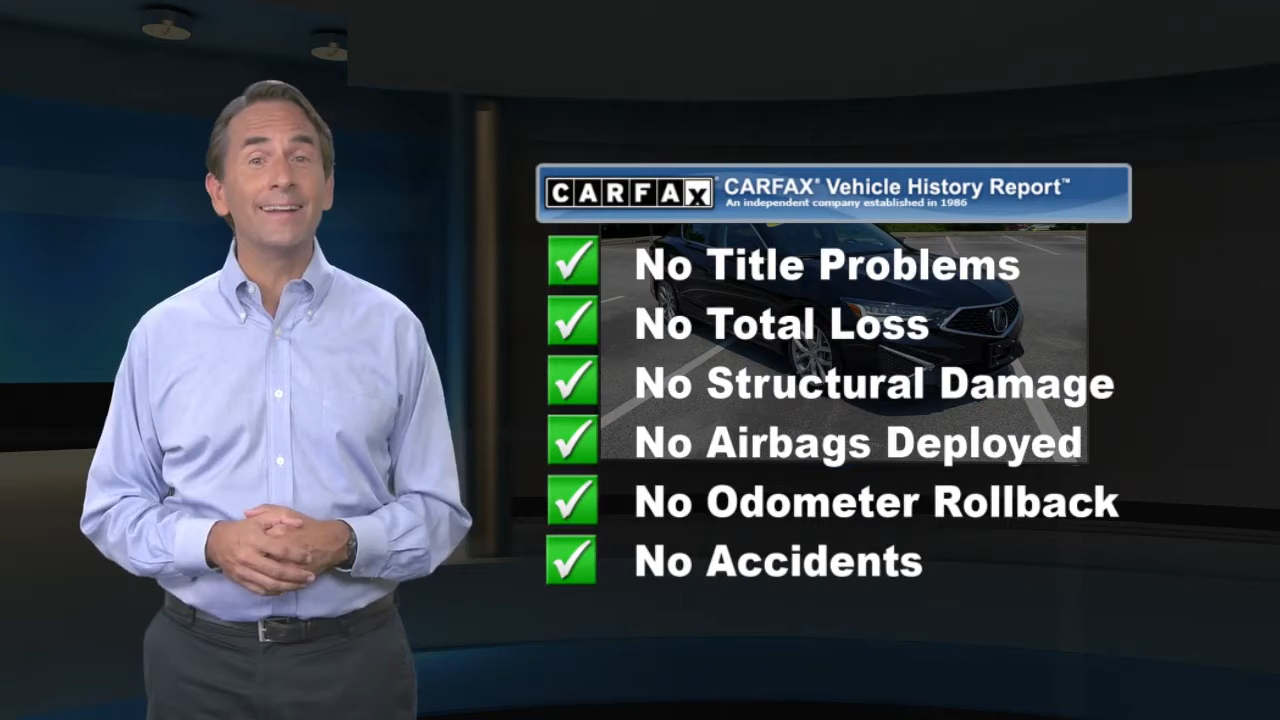 CARFAX® CARFAX® Vehicle History Report™
An independent company established in 1986
No Title Problems
No Total Loss
No Structural Damage
No Airbags Deployed
No Odometer Rollback
No Accidents